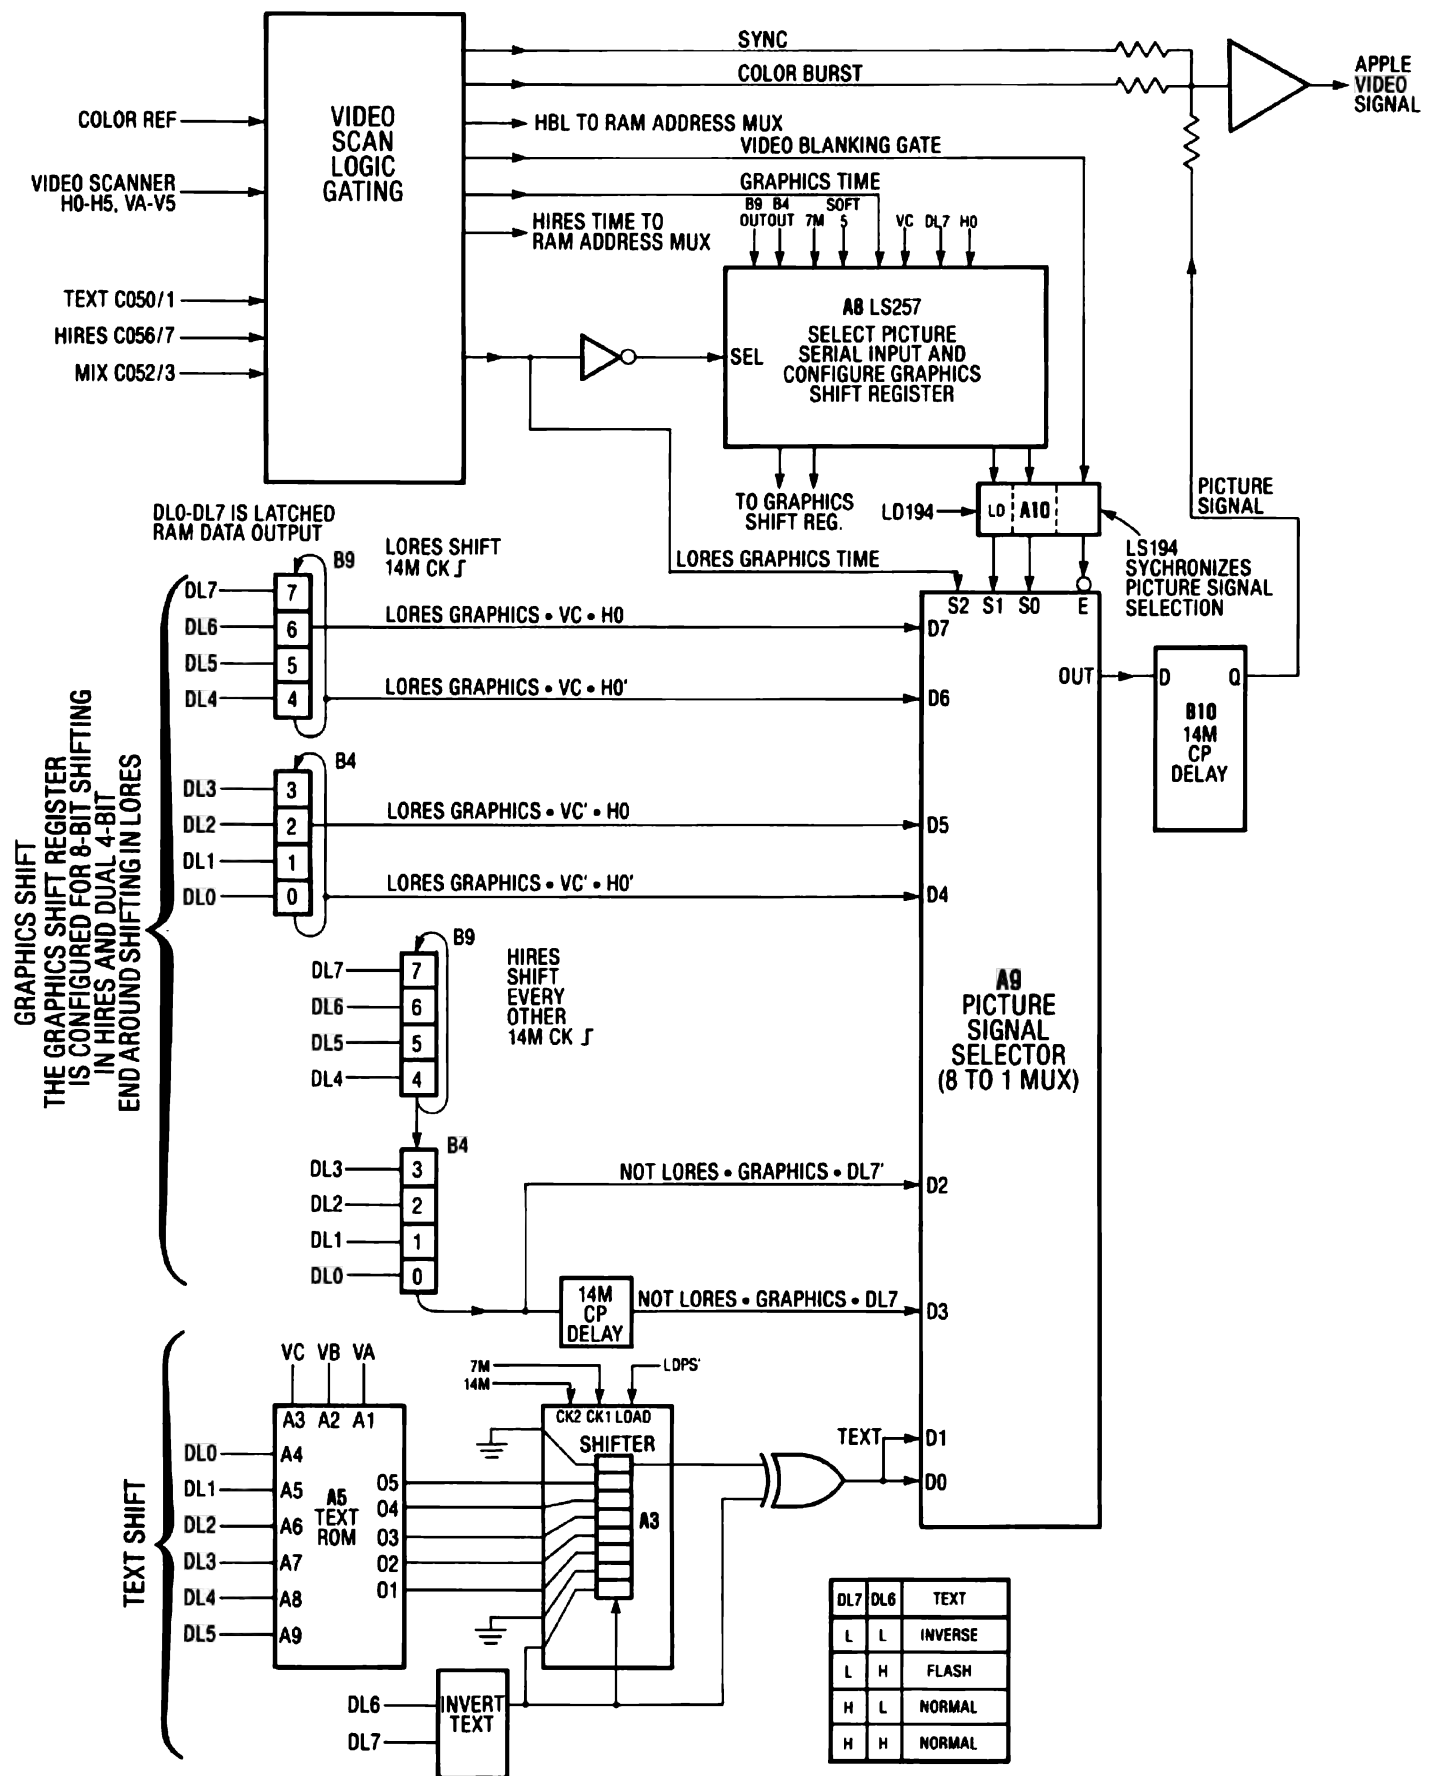 SYNC
COLOR BURST
APPLE
VIDEO
SIGNAL
COLOR REF
VIDEO
SCAN
LOGIC
GATING
HBL TO RAM ADDRESS MUX
VIDEO BLANKING GATE
VIDEO SCANNER
H0-H5, VA-V5
GRAPHICS TIME
HIRES TIME TO
RAM ADDRESS MUX
B9 B4 SOFT
OUT OUT 7M 5 VC DL7 H0
TEXT C050/1
HIRES C056/7
MIX C052/3
SEL
A8 LS257
SELECT PICTURE
SERIAL INPUT AND
CONFIGURE GRAPHICS
SHIFT REGISTER
TO GRAPHICS
SHIFT REG.
LD194
LD A10
PICTURE
SIGNAL
LS194
SYCHRONIZES
PICTURE SIGNAL
SELECTION
DL0-DL7 IS LATCHED
RAM DATA OUTPUT
LORES SHIFT
14M CK ∫
LORES GRAPHICS TIME
S2 S1 S0 E
B9
DL7 7
DL6 6
DL5 5
DL4 4
LORES GRAPHICS • VC • H0
D7
LORES GRAPHICS • VC • H0'
D6
OUT
D Q
B10
14M
CP
DELAY
B4
DL3 3
DL2 2
DL1 1
DL0 0
LORES GRAPHICS • VC' • H0
D5
LORES GRAPHICS • VC' • H0'
D4
GRAPHICS SHIFT
THE GRAPHICS SHIFT REGISTER
IS CONFIGURED FOR 8-BIT SHIFTING
IN HIRES AND DUAL 4-BIT
END AROUND SHIFTING IN LORES
B9
DL7 7
DL6 6
DL5 5
DL4 4
HIRES
SHIFT
EVERY
OTHER
14M CK ∫
A9
PICTURE
SIGNAL
SELECTOR
(8 TO 1 MUX)
B4
DL3 3
DL2 2
DL1 1
DL0 0
NOT LORES • GRAPHICS • DL7'
D2
14M
CP
DELAY
NOT LORES • GRAPHICS • DL7
D3
TEXT SHIFT
VC VB VA
A3 A2 A1
DL0 A4
DL1 A5
DL2 A6
DL3 A7
DL4 A8
DL5 A9
A5
TEXT
ROM
O5
O4
O3
O2
O1
7M
14M
LDPS'
CK2 CK1 LOAD
SHIFTER
A3
TEXT
D1
D0
DL6
DL7
INVERT
TEXT
DL7 DL6 TEXT
L L INVERSE
L H FLASH
H L NORMAL
H H NORMAL